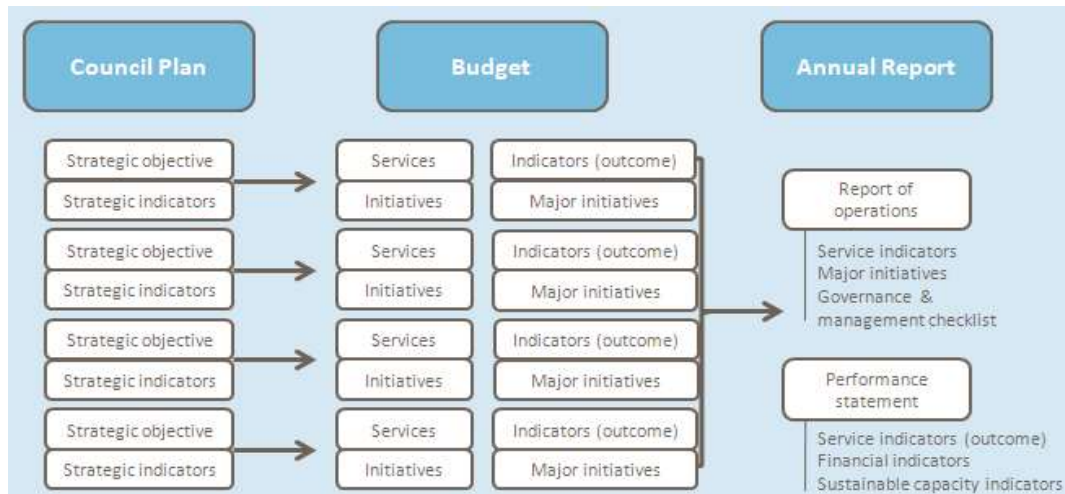 Council Plan
Budget
Annual Report
Strategic objective
Strategic indicators
Services
Initiatives
Indicators (outcome)
Major initiatives
Strategic objective
Strategic indicators
Services
Initiatives
Indicators (outcome)
Major initiatives
Strategic objective
Strategic indicators
Services
Initiatives
Indicators (outcome)
Major initiatives
Strategic objective
Strategic indicators
Services
Initiatives
Indicators (outcome)
Major initiatives
Report of
operations
Service indicators
Major initiatives
Governance &
management checklist
Performance
statement
Service indicators (outcome)
Financial indicators
Sustainable capacity indicators